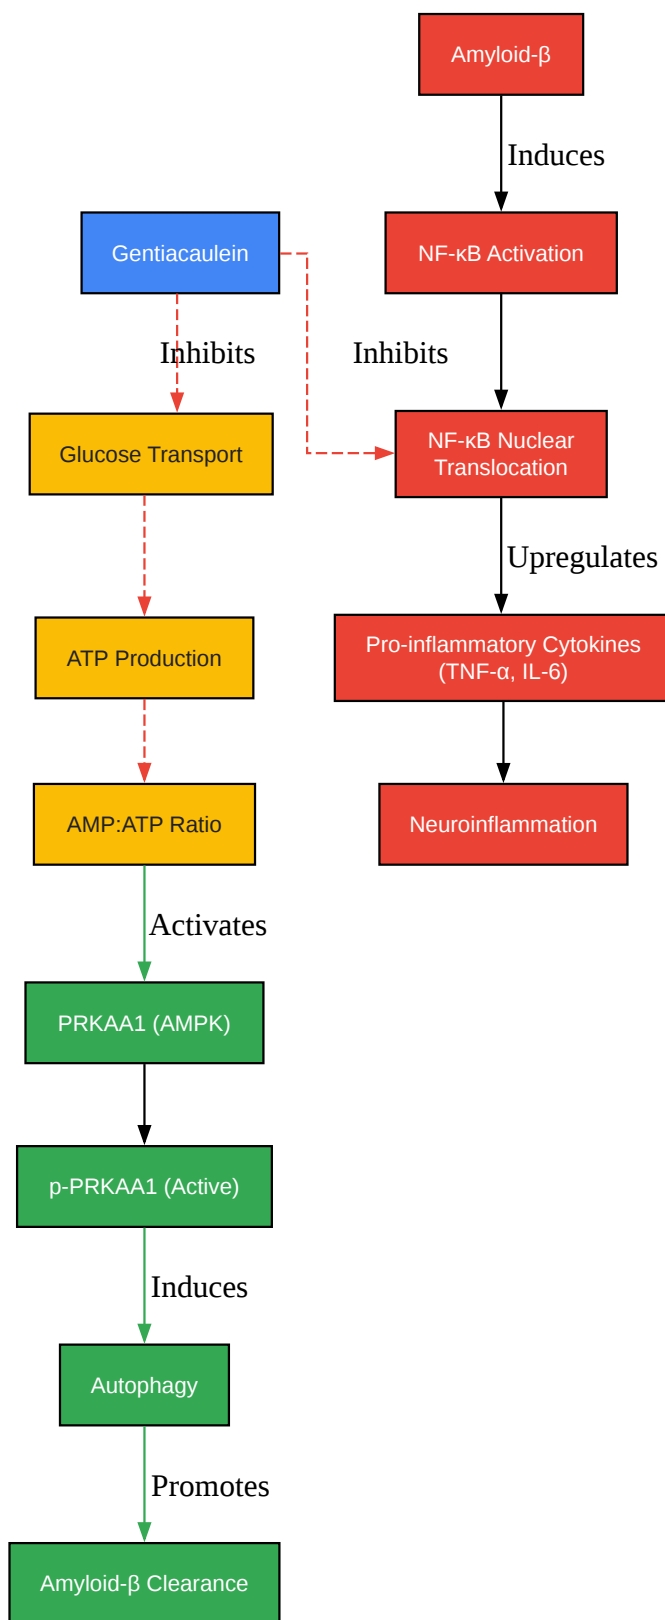 Amyloid-β
Induces
Gentiacaulein
NF-κB Activation
Inhibits
Inhibits
Glucose Transport
NF-κB Nuclear
Translocation
Upregulates
ATP Production
Pro-inflammatory Cokines
(TNF-α, IL-6)
AMP:ATP Ratio
Neuroinflammation
Activates
PRKAA1 (AMPK)
p-PRKAA1 (Active)
Induces
Autophagy
Promotes
Amyloid-β Clearance